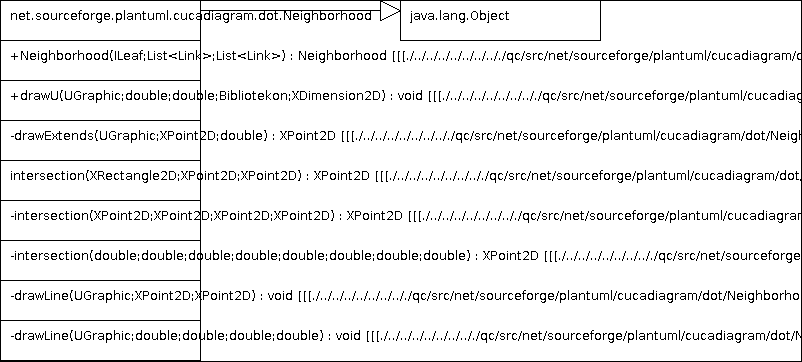 net.sourceforge.plantuml.cucadiagram.dot.Neighborhood
java.lang.Object
+Neighborhood(ILeaf;List<Link>;List<Link>) : Neighborhood [[[./../../../../../../../../qc/src/net/sourceforge/plantuml/cucadiagram/d
+drawU(UGraphic;double;double;Bibliotekon;XDimension2D) : void [[[./../../../../../../../../qc/src/net/sourceforge/plantuml/cucadiag
-drawExtends(UGraphic;XPoint2D;double) : XPoint2D [[[./../../../../../../../../qc/src/net/sourceforge/plantuml/cucadiagram/dot/Neigh
intersection(XRectangle2D;XPoint2D;XPoint2D) : XPoint2D [[[./../../../../../../../../qc/src/net/sourceforge/plantuml/cucadiagram/dot,
-intersection(XPoint2D;XPoint2D;XPoint2D;XPoint2D) : XPoint2D [[[./../../../../../../../../qc/src/net/sourceforge/plantuml/cucadiagram
-intersection(double;double;double;double;double;double;double;double) : XPoint2D [[[./../../../../../../../../qc/src/net/sourceforge
-drawLine(UGraphic;XPoint2D;XPoint2D) : void [[[./../../../../../../../../qc/src/net/sourceforge/plantuml/cucadiagram/dot/Neighborho
-drawLine(UGraphic;double;double;double;double) : void [[[./../../../../../../../../qc/src/net/sourceforge/plantuml/cucadiagram/dot/N